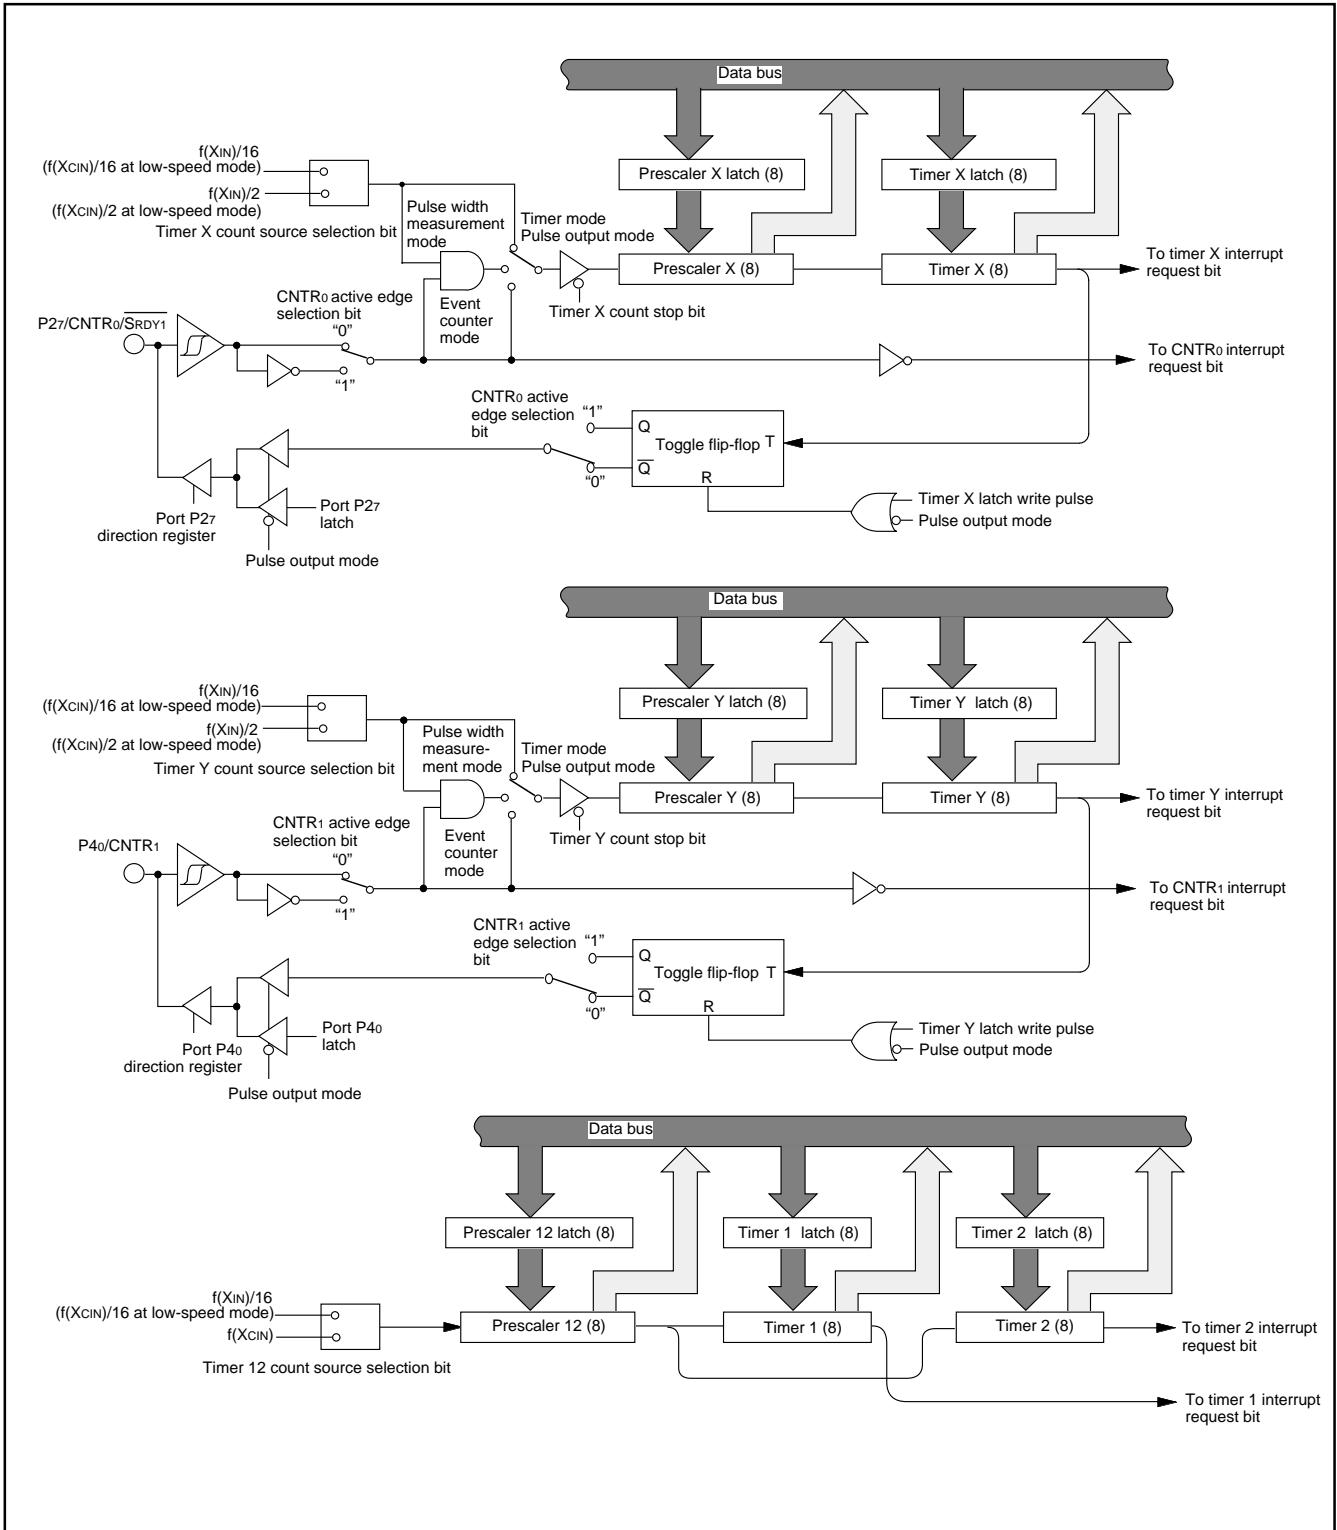 Data bus
f(XIN)/16
(f(XCIN)/16 at low-speed mode)
f(XIN)/2
(f(XCIN)/2 at low-speed mode)
Timer X count source selection bit
Prescaler X latch (8)
Timer X latch (8)
Pulse width
measurement
mode
Timer mode
Pulse output mode
Prescaler X (8)
Timer X (8)
To timer X interrupt
request bit
Timer X count stop bit
CNTR0 active edge
selection bit
Event
counter
mode
P27/CNTR0/SRDY1
“0”
“1”
To CNTR0 interrupt
request bit
CNTR0 active
edge selection
bit
“1”
“0”
Q
Q
Toggle flip-flop
T
R
Timer X latch write pulse
Pulse output mode
Port P27
latch
Port P27
direction register
Pulse output mode
Data bus
f(XIN)/16
(f(XCIN)/16 at low-speed mode)
f(XIN)/2
(f(XCIN)/2 at low-speed mode)
Timer Y count source selection bit
Prescaler Y latch (8)
Timer Y latch (8)
Pulse width
measure-
ment mode
Timer mode
Pulse output mode
Prescaler Y (8)
Timer Y (8)
To timer Y interrupt
request bit
Timer Y count stop bit
CNTR1 active edge
selection bit
Event
counter
mode
P40/CNTR1
“0”
“1”
To CNTR1 interrupt
request bit
CNTR1 active
edge selection
bit
“1”
“0”
Q
Q
Toggle flip-flop
T
R
Timer Y latch write pulse
Pulse output mode
Port P40
latch
Port P40
direction register
Pulse output mode
Data bus
Prescaler 12 latch (8)
Timer 1 latch (8)
Timer 2 latch (8)
f(XIN)/16
(f(XCIN)/16 at low-speed mode)
f(XCIN)
Timer 12 count source selection bit
Prescaler 12 (8)
Timer 1 (8)
Timer 2 (8)
To timer 2 interrupt
request bit
To timer 1 interrupt
request bit